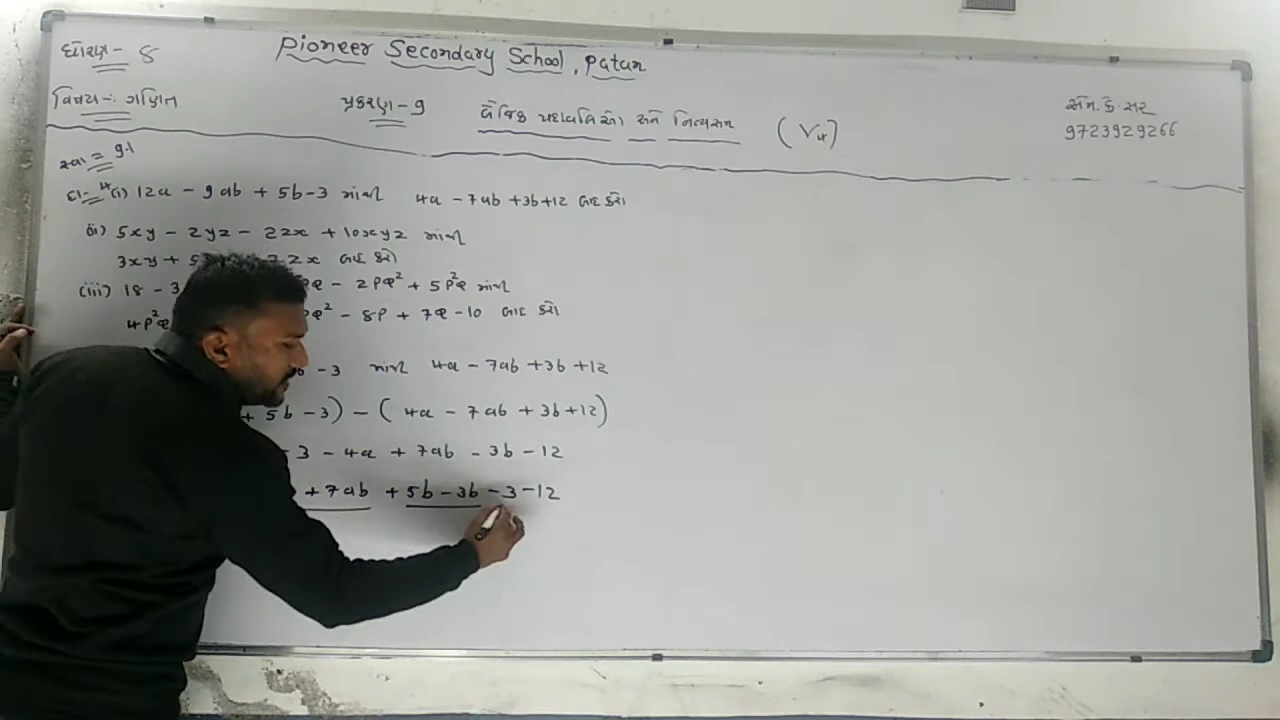 ધોરણ - 8
Pioneer Secondary School, Patan
વિષય :- ગણિત
પ્રકરણ - 9 બૈજિક પદાવલિઓ અને નિત્યસમ (V4)
એન. કે. સર
9723929266
સ્વા = 9.1
દા- 4 (i) 12a - 9ab + 5b - 3 માંથી 4a - 7ab + 3b + 12 બાદ કરો
(ii) 5xy - 2yz - 2zx + 10xyz માંથી
3xy + 5 7zx બાદ કરો
(iii) 18 - 3 pq - 2pq² + 5p²q માંથી
4p²q pq² - 8p + 7q - 10 બાદ કરો
- 3 માંથી 4a - 7ab + 3b + 12
+ 5b - 3) - (4a - 7ab + 3b + 12)
- 3 - 4a + 7ab - 3b - 12
+ 7ab + 5b - 3b - 3 - 12